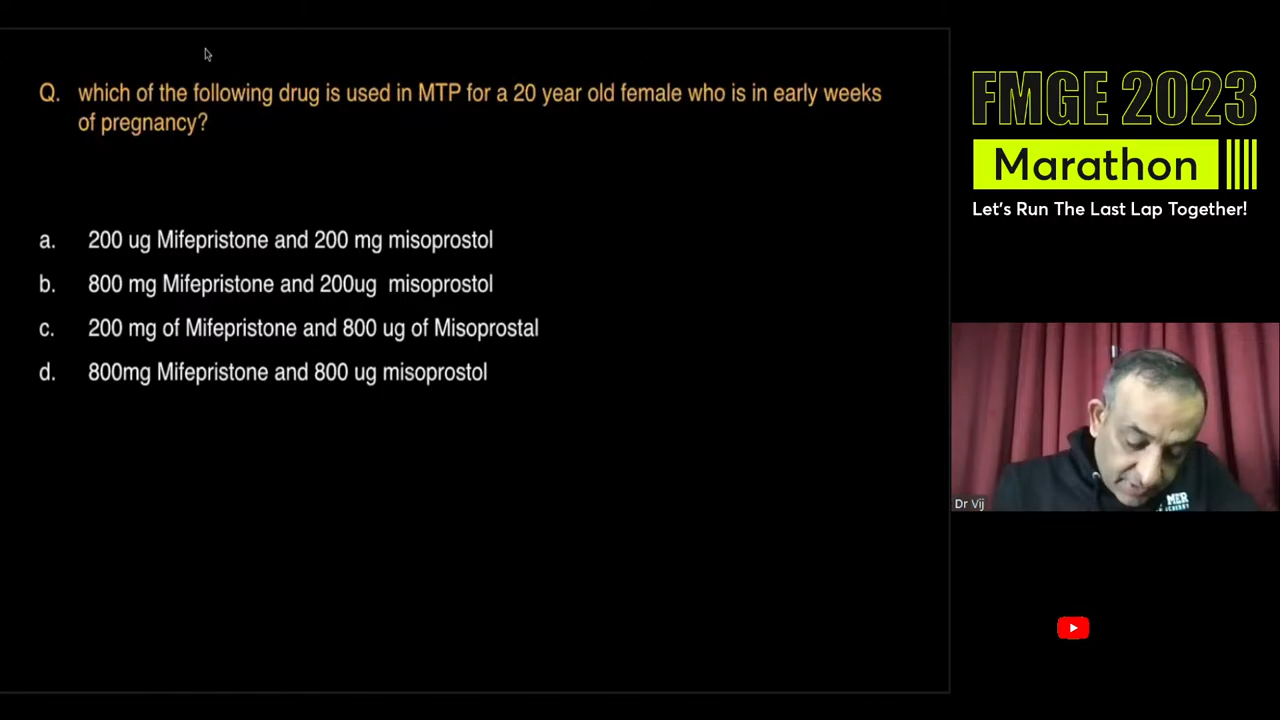 Q. which of the following drug is used in MTP for a 20 year old female who is in early weeks
of pregnancy?
a. 200 ug Mifepristone and 200 mg misoprostol
b. 800 mg Mifepristone and 200ug misoprostol
c. 200 mg of Mifepristone and 800 ug of Misoprostal
d. 800mg Mifepristone and 800 ug misoprostol
FMGE 2023
Marathon
Let's Run The Last Lap Together!
Dr Vij